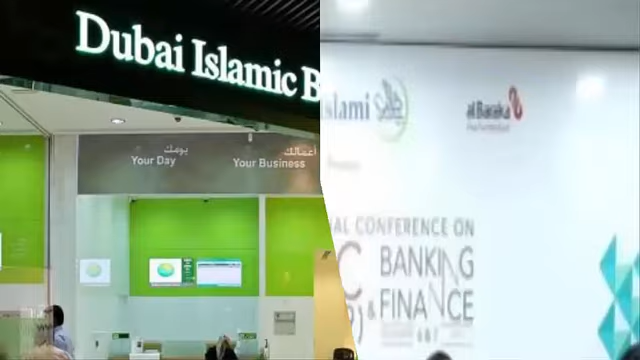 Dubai Islamic B
يومك
Your Day
أعمالك
Your Business
slami
al Baraka
AL CONFERENCE ON
C BANKING
& FINANCE